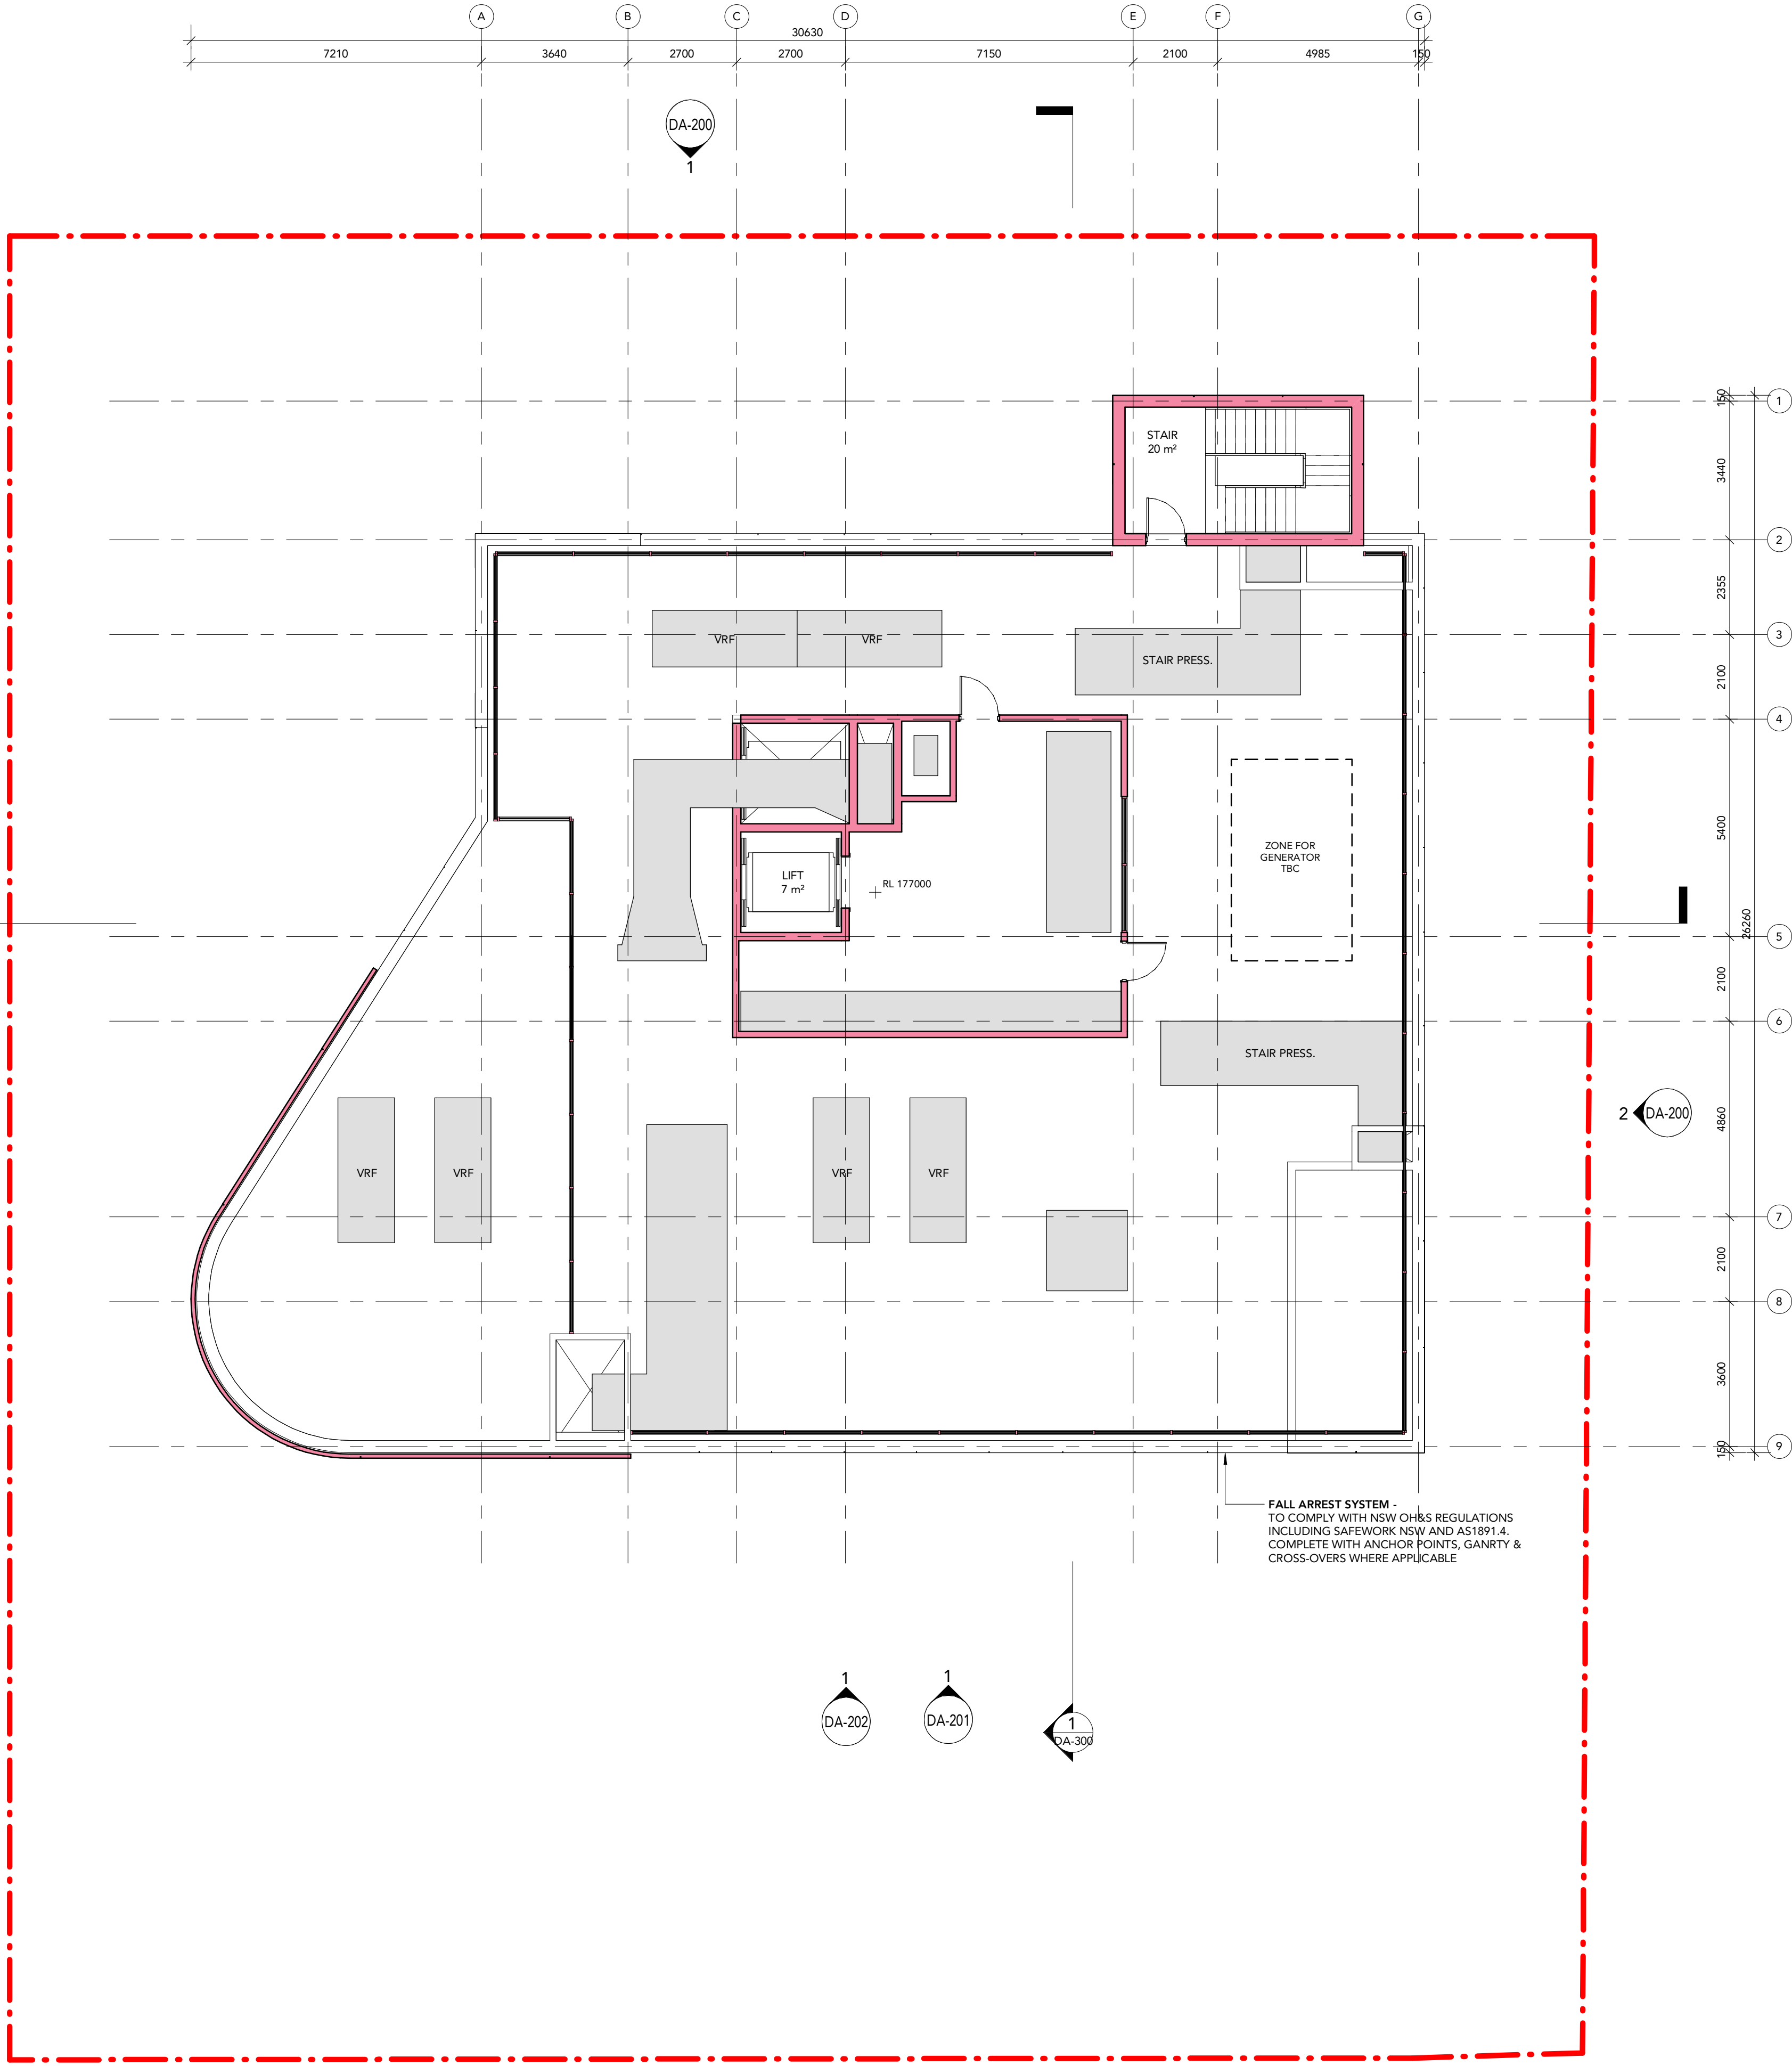 A B C D E F G
30630
7210 3640 2700 2700 7150 2100 4985 150
DA-200
1
1
150
3440
STAIR
20 m²
2
2355
VRF VRF
3
STAIR PRESS.
2100
4
5400
ZONE FOR
GENERATOR
TBC
LIFT
7 m²
RL 177000
26260
5
2100
6
STAIR PRESS.
4860
2 DA-200
VRF VRF VRF VRF
7
2100
8
3600
150
9
FALL ARREST SYSTEM -
TO COMPLY WITH NSW OH&S REGULATIONS
INCLUDING SAFEWORK NSW AND AS1891.4.
COMPLETE WITH ANCHOR POINTS, GANRTY &
CROSS-OVERS WHERE APPLICABLE
1
DA-202
1
DA-201
1
DA-300